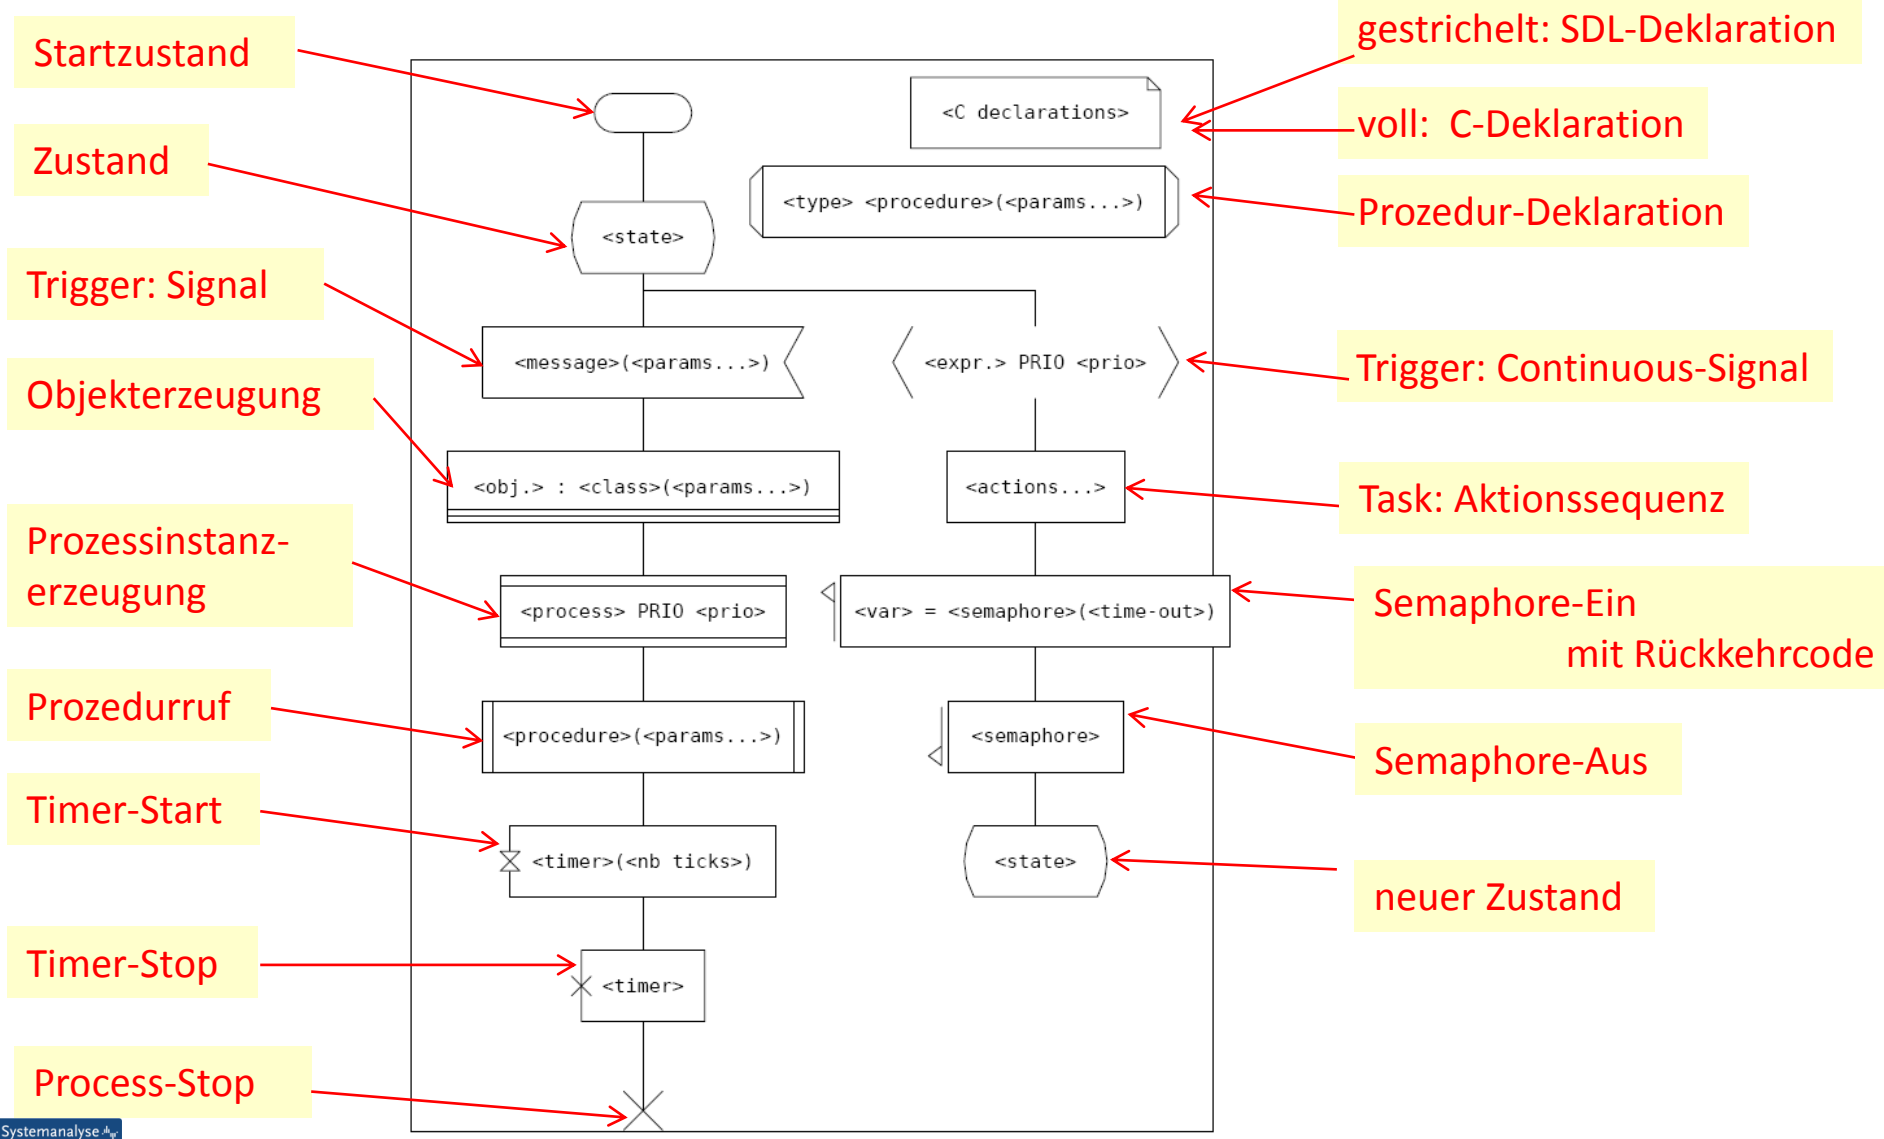 Startzustand
Zustand
Trigger: Signal
Objekterzeugung
Prozessinstanz-
erzeugung
Prozedurruf
Timer-Start
Timer-Stop
Process-Stop
Systemanalyse
<state>
<message>(<params...>)
<obj.> : <class>(<params...>)
<process> PRIO <prio>
<procedure>(<params...>)
<timer>(<nb ticks>)
<timer>
<C declarations>
<type> <procedure>(<params...>)
<expr.> PRIO <prio>
<actions...>
<var> = <semaphore>(<time-out>)
<semaphore>
<state>
gestrichelt: SDL-Deklaration
voll: C-Deklaration
Prozedur-Deklaration
Trigger: Continuous-Signal
Task: Aktionssequenz
Semaphore-Ein
mit Rückkehrcode
Semaphore-Aus
neuer Zustand